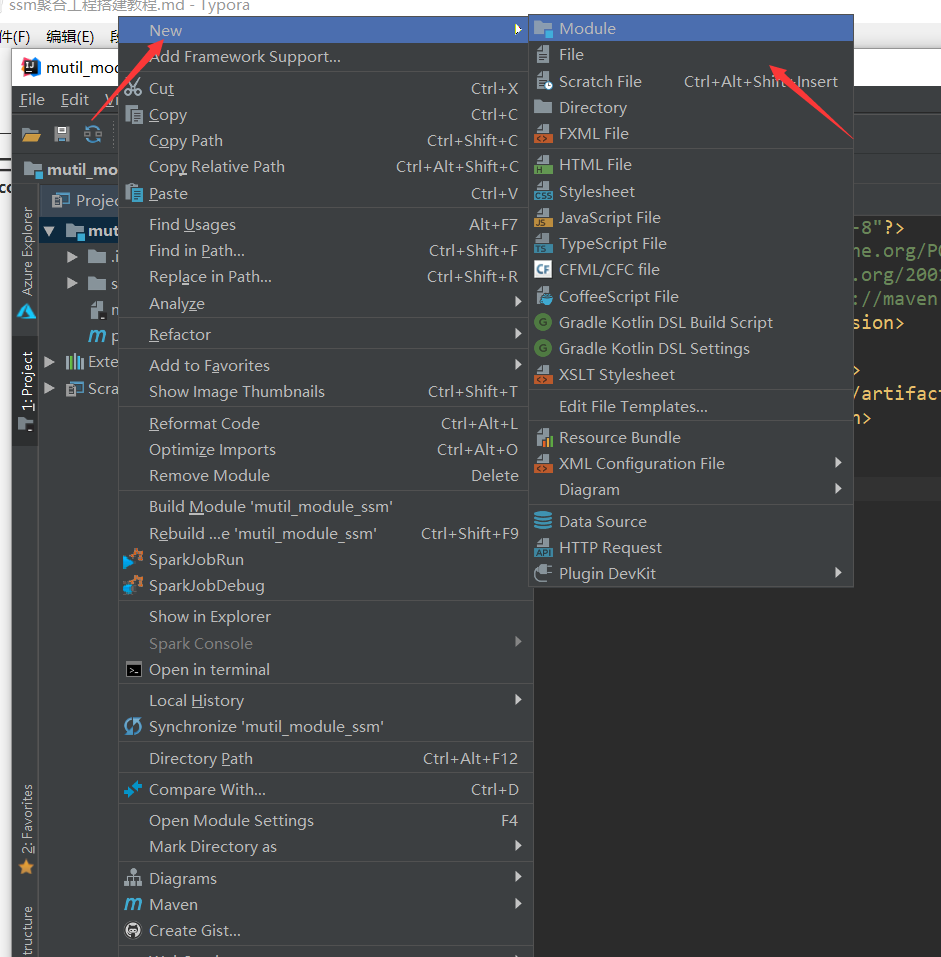 ssm聚合工程搭建教程.md - Typora
件(F) 编辑(E) 段
mutil_mod
File Edit Vi
mutil_mo
Project
Azure Explorer
mut
.i
s
m
p
Exte
Scra
1: Project
2: Favorites
tructure
New
Add Framework Support...
Cut Ctrl+X
Copy Ctrl+C
Copy Path Ctrl+Shift+C
Copy Relative Path Ctrl+Alt+Shift+C
Paste Ctrl+V
Find Usages Alt+F7
Find in Path... Ctrl+Shift+F
Replace in Path... Ctrl+Shift+R
Analyze
Refactor
Add to Favorites
Show Image Thumbnails Ctrl+Shift+T
Reformat Code Ctrl+Alt+L
Optimize Imports Ctrl+Alt+O
Remove Module Delete
Build Module 'mutil_module_ssm'
Rebuild ...e 'mutil_module_ssm' Ctrl+Shift+F9
SparkJobRun
SparkJobDebug
Show in Explorer
Spark Console
Open in terminal
Local History
Synchronize 'mutil_module_ssm'
Directory Path Ctrl+Alt+F12
Compare With... Ctrl+D
Open Module Settings F4
Mark Directory as
Diagrams
Maven
Create Gist...
Module
File
Scratch File Ctrl+Alt+Shift+Insert
Directory
FXML File
HTML File
Stylesheet
JavaScript File
TypeScript File
CFML/CFC file
CoffeeScript File
Gradle Kotlin DSL Build Script
Gradle Kotlin DSL Settings
XSLT Stylesheet
Edit File Templates...
Resource Bundle
XML Configuration File
Diagram
Data Source
HTTP Request
Plugin DevKit
-8"?>
he.org/PO
.org/2001
://maven.
sion>
>
/artifact
n>